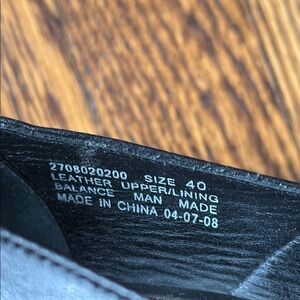 2708020200 SIZE 40
LEATHER UPPER/LINING
BALANCE MAN MADE
MADE IN CHINA 04-07-08